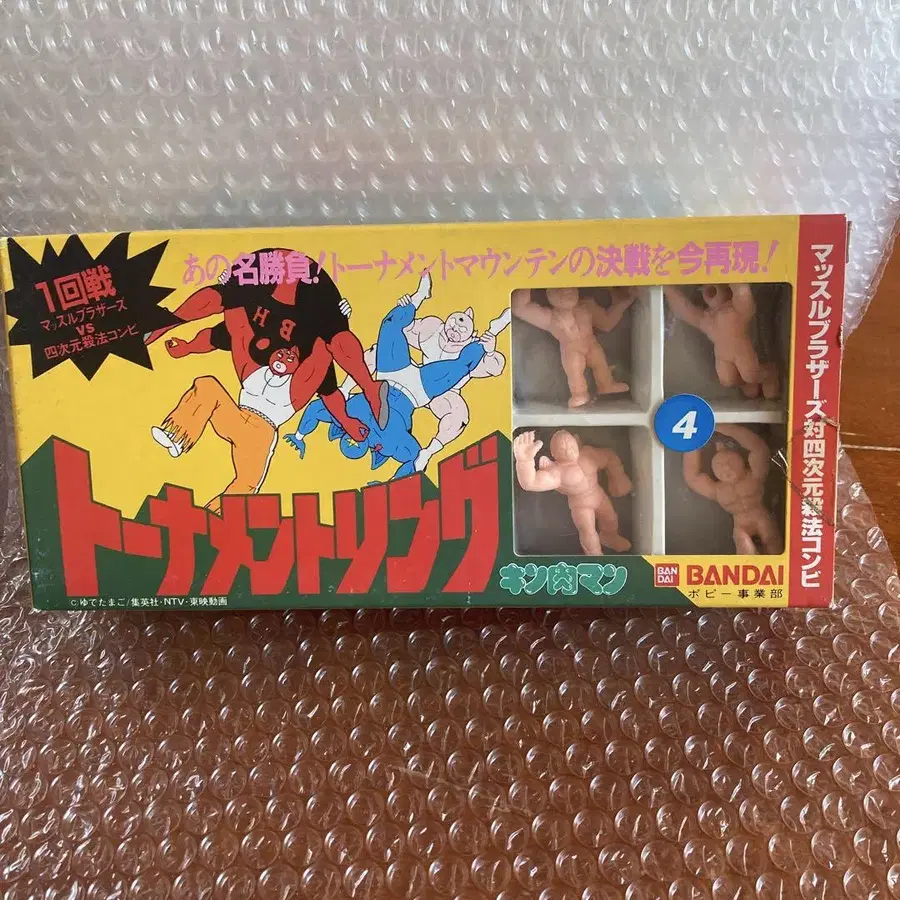 1回戦
マッスルブラザーズ
VS
四次元殺法コンビ
あの名勝負!トーナメントマウンテンの決戦を今再現!
BH
トーナメントリング
4
キン肉マン
BAN
DAI
BANDAI
ポピー事業部
©ゆでたまご/集英社・NTV・東映動画
マッスルブラザーズ対四次元殺法コンビ